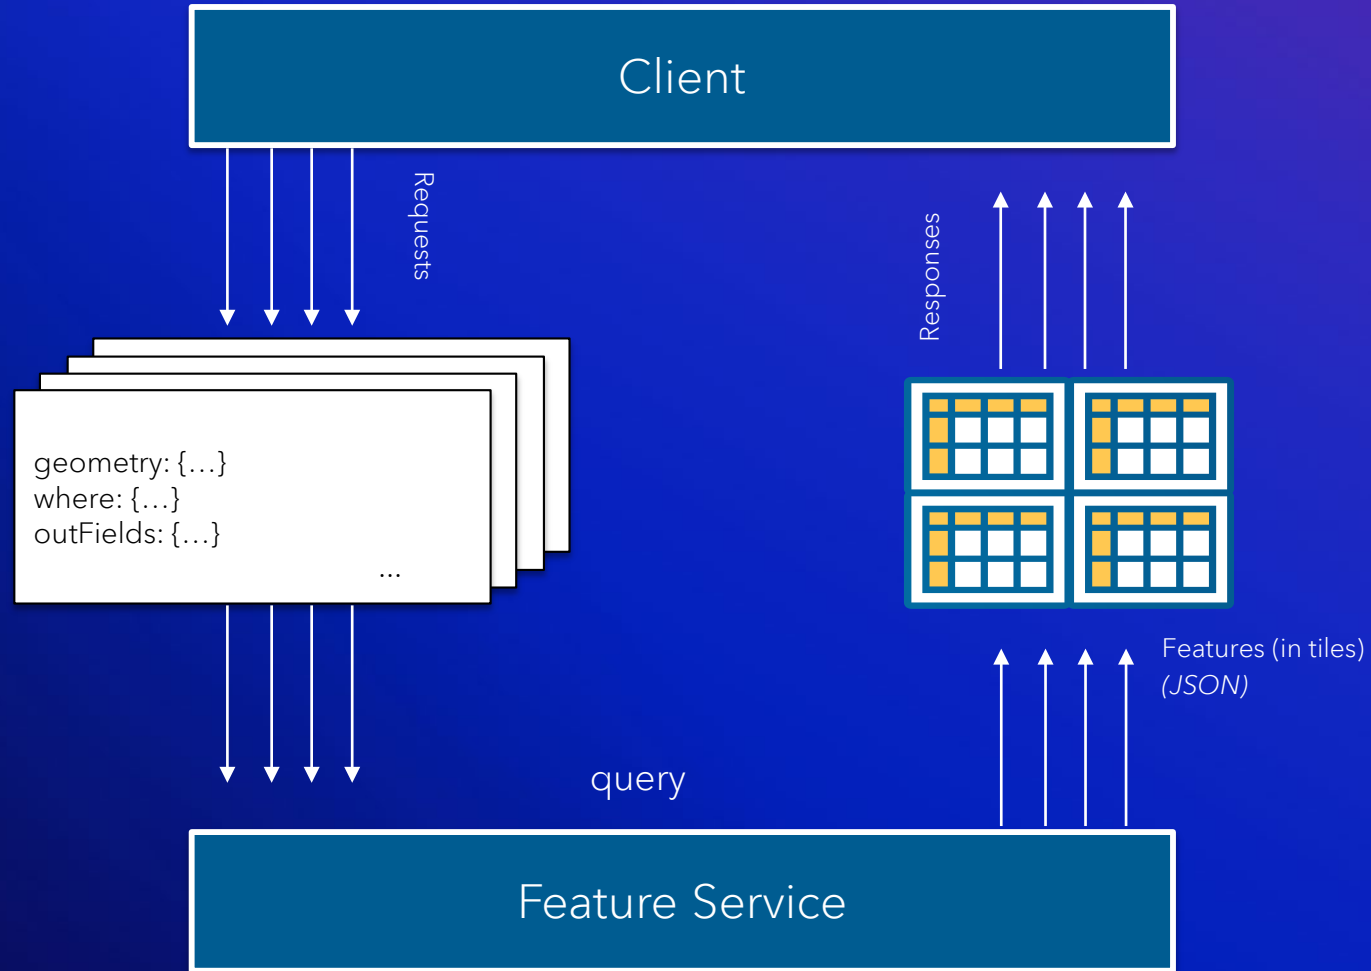 Client
Requests
Responses
geometry: {…}
where: {…}
outFields: {…}
...
Features (in tiles)
(JSON)
query
Feature Service